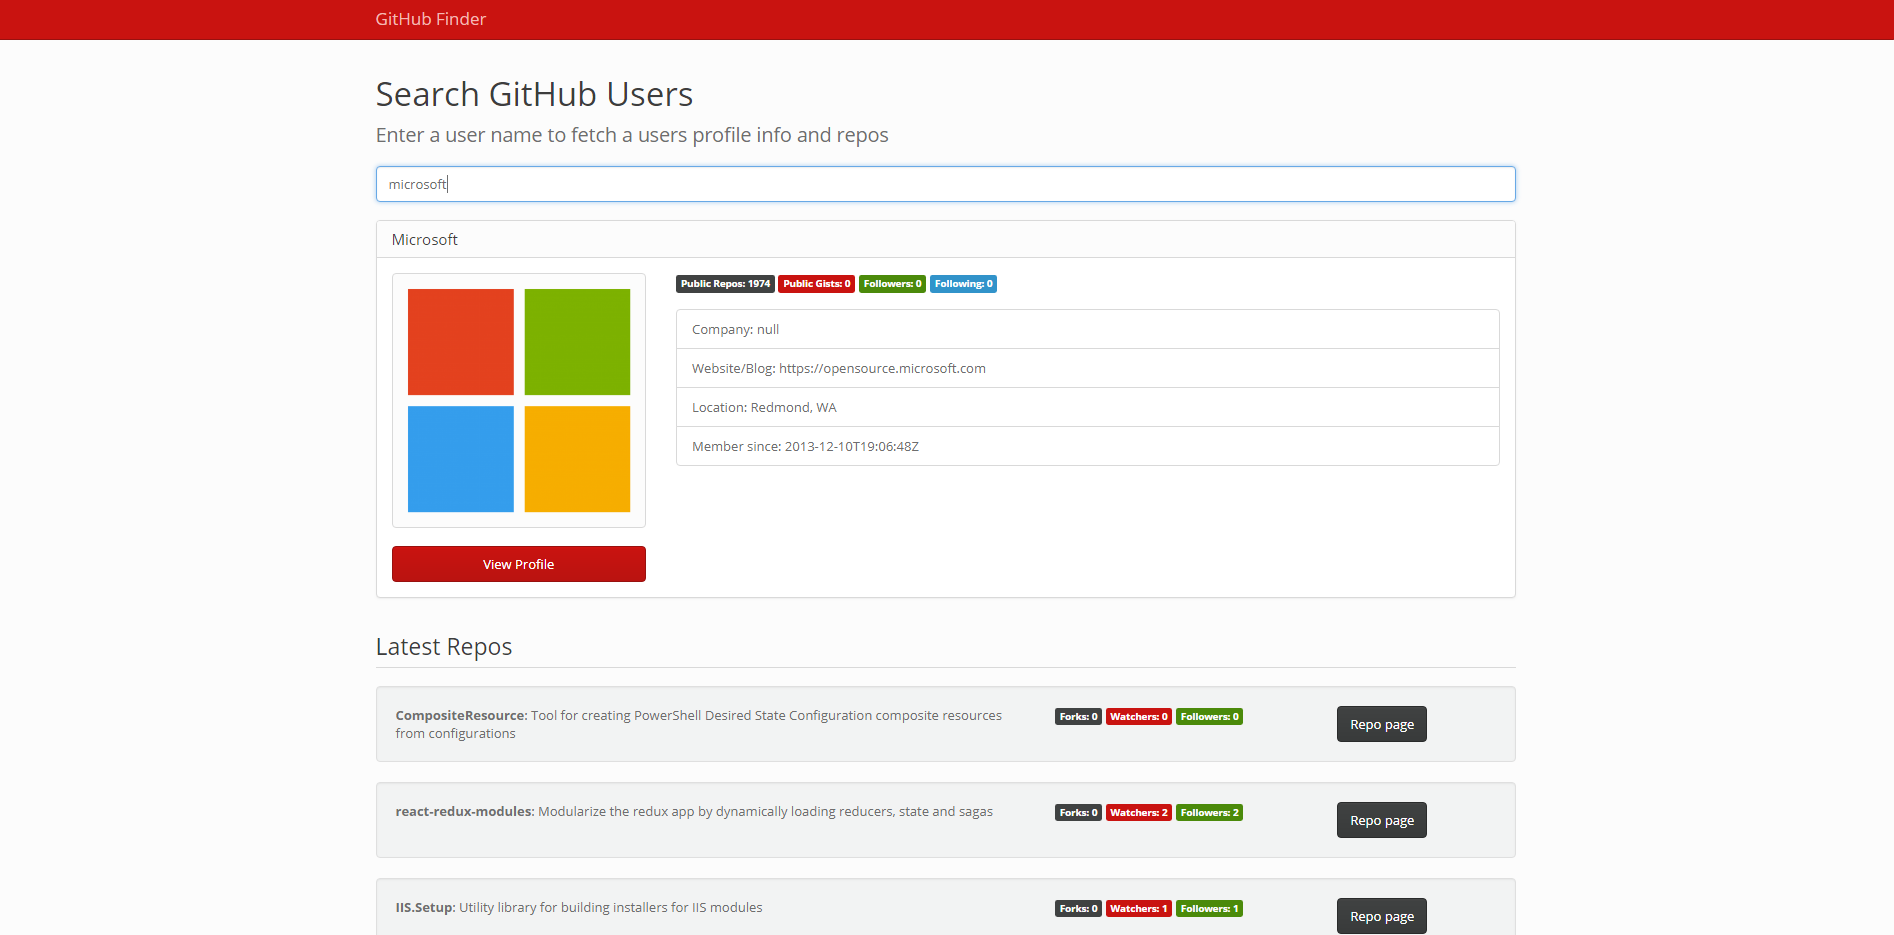 GitHub Finder
Search GitHub Users
Enter a user name to fetch a users profile info and repos
microsoft
Microsoft
Public Repos: 1974 Public Gists: 0 Followers: 0 Following: 0
Company: null
Website/Blog: https://opensource.microsoft.com
Location: Redmond, WA
Member since: 2013-12-10T19:06:48Z
View Profile
Latest Repos
CompositeResource: Tool for creating PowerShell Desired State Configuration composite resources
from configurations
Forks: 0 Watchers: 0 Followers: 0
Repo page
react-redux-modules: Modularize the redux app by dynamically loading reducers, state and sagas
Forks: 0 Watchers: 2 Followers: 2
Repo page
IIS.Setup: Utility library for building installers for IIS modules
Forks: 0 Watchers: 1 Followers: 1
Repo page